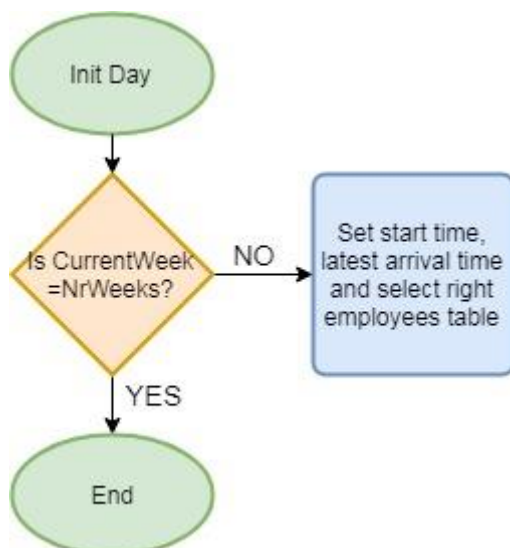 Init Day
Is CurrentWeek
=NrWeeks?
NO
Set start time,
latest arrival time
and select right
employees table
YES
End